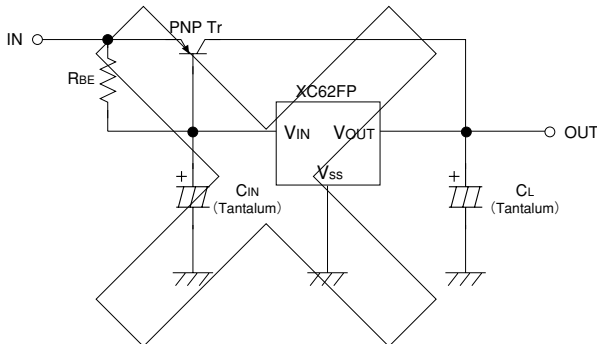 PNP Tr
IN
RBE
XC62FP
VIN VOUT
OUT
VSS
+ CIN
(Tantalum)
+ CL
(Tantalum)